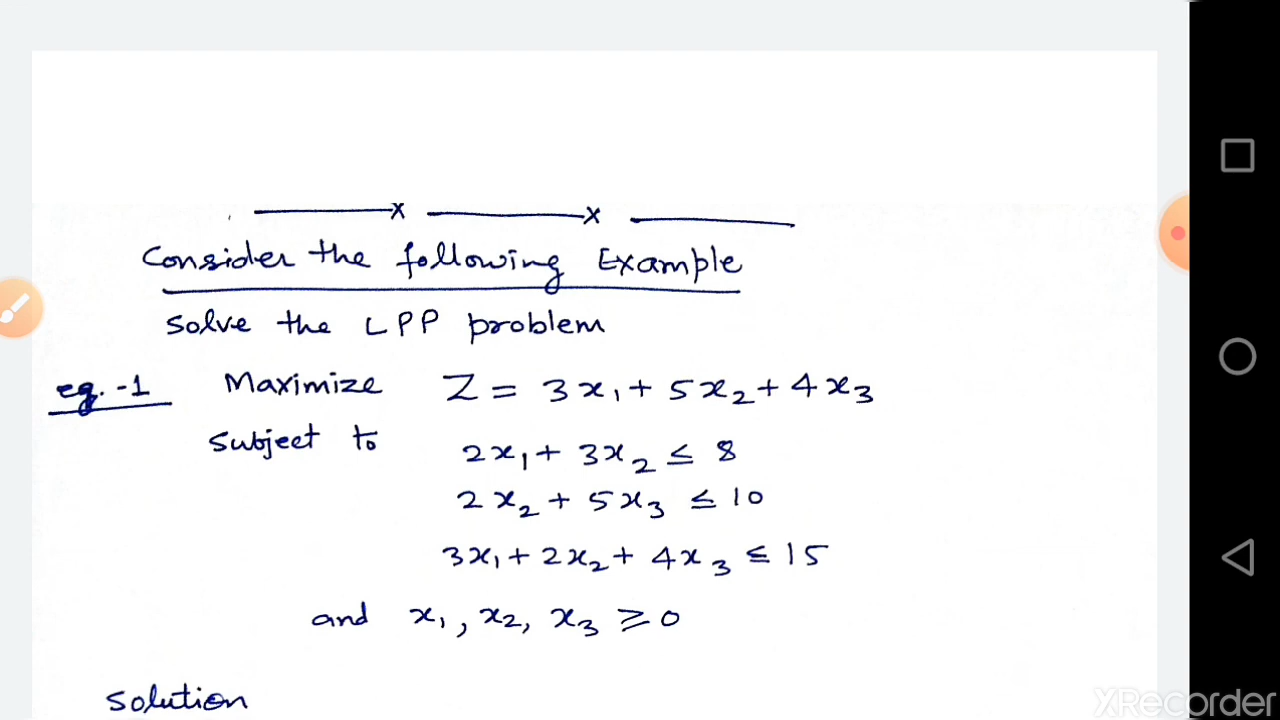 ——x ——x ——
Consider the following Example
solve the LPP problem
eg.-1 Maximize Z = 3x₁ + 5x₂ + 4x₃
subject to
2x₁ + 3x₂ ≤ 8
2x₂ + 5x₃ ≤ 10
3x₁ + 2x₂ + 4x₃ ≤ 15
and x₁, x₂, x₃ ≥ 0
solution
XRecorder